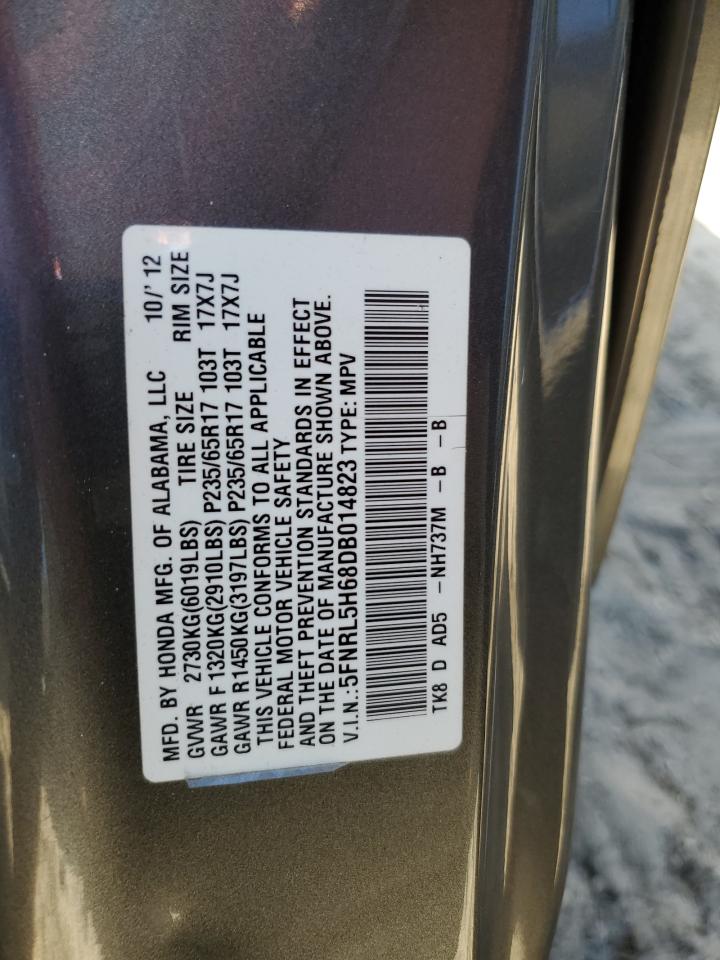 MFD. BY HONDA MFG. OF ALABAMA, LLC 10/'12
GVWR 2730KG(6019LBS) TIRE SIZE RIM SIZE
GAWR F 1320KG(2910LBS) P235/65R17 103T 17X7J
GAWR R1450KG(3197LBS) P235/65R17 103T 17X7J
THIS VEHICLE CONFORMS TO ALL APPLICABLE
FEDERAL MOTOR VEHICLE SAFETY
AND THEFT PREVENTION STANDARDS IN EFFECT
ON THE DATE OF MANUFACTURE SHOWN ABOVE.
V.I.N.:5FNRL5H68DB014823 TYPE: MPV
TK8 D AD5 -NH737M -B -B